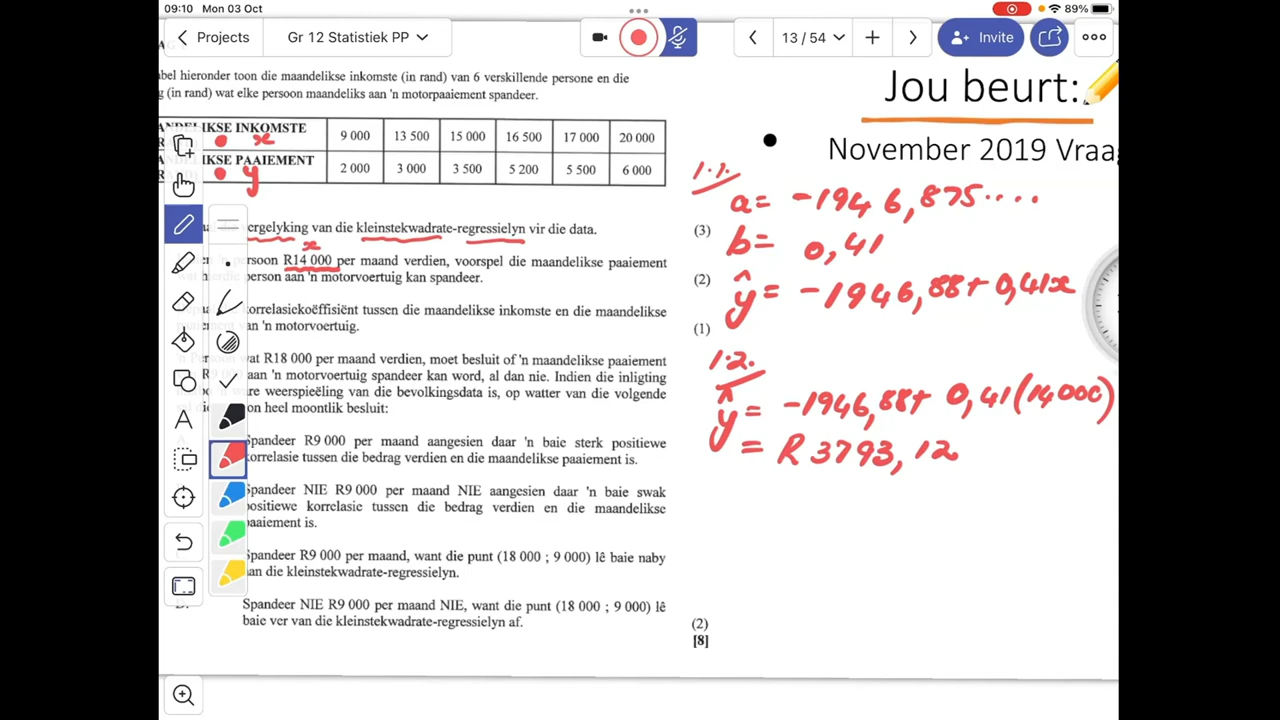 09:10 Mon 03 Oct
89%
Projects
Gr 12 Statistiek PP
13 / 54
Invite
hieronder toon die maandelikse inkomste (in rand) van 6 verskillende persone en die
(in rand) wat elke persoon maandeliks aan 'n motorpaaiement spandeer.
INKOMSTE x 9 000 13 500 15 000 16 500 17 000 20 000
PAAIEMENT y 2 000 3 000 3 500 5 200 5 500 6 000
van die kleinstekwadrate-regressielyn vir die data.
(3)
x
persoon R14 000 per maand verdien, voorspel die maandelikse paaiement
person aan 'n motorvoertuig kan spandeer.
(2)
tussen die maandelikse inkomste en die maandelikse
van 'n motorvoertuig.
(1)
wat R18 000 per maand verdien, moet besluit of 'n maandelikse paaiement
aan 'n motorvoertuig spandeer kan word, al dan nie. Indien die inligting
ware weerspieëling van die bevolkingsdata is, op watter van die volgende
heel moontlik besluit:
Spandeer R9 000 per maand aangesien daar 'n baie sterk positiewe
korrelasie tussen die bedrag verdien en die maandelikse paaiement is.
Spandeer NIE R9 000 per maand NIE aangesien daar 'n baie swak
positiewe korrelasie tussen die bedrag verdien en die maandelikse
paaiement is.
Spandeer R9 000 per maand, want die punt (18 000 ; 9 000) lê baie naby
aan die kleinstekwadrate-regressielyn.
Spandeer NIE R9 000 per maand NIE, want die punt (18 000 ; 9 000) lê
baie ver van die kleinstekwadrate-regressielyn af.
(2)
[8]
Jou beurt:
• November 2019 Vraa
1.1.
a = -1946,875....
b = 0,41
ŷ = -1946,88 + 0,41x
1.2.
ŷ = -1946,88 + 0,41(14000)
= R3793,12
A